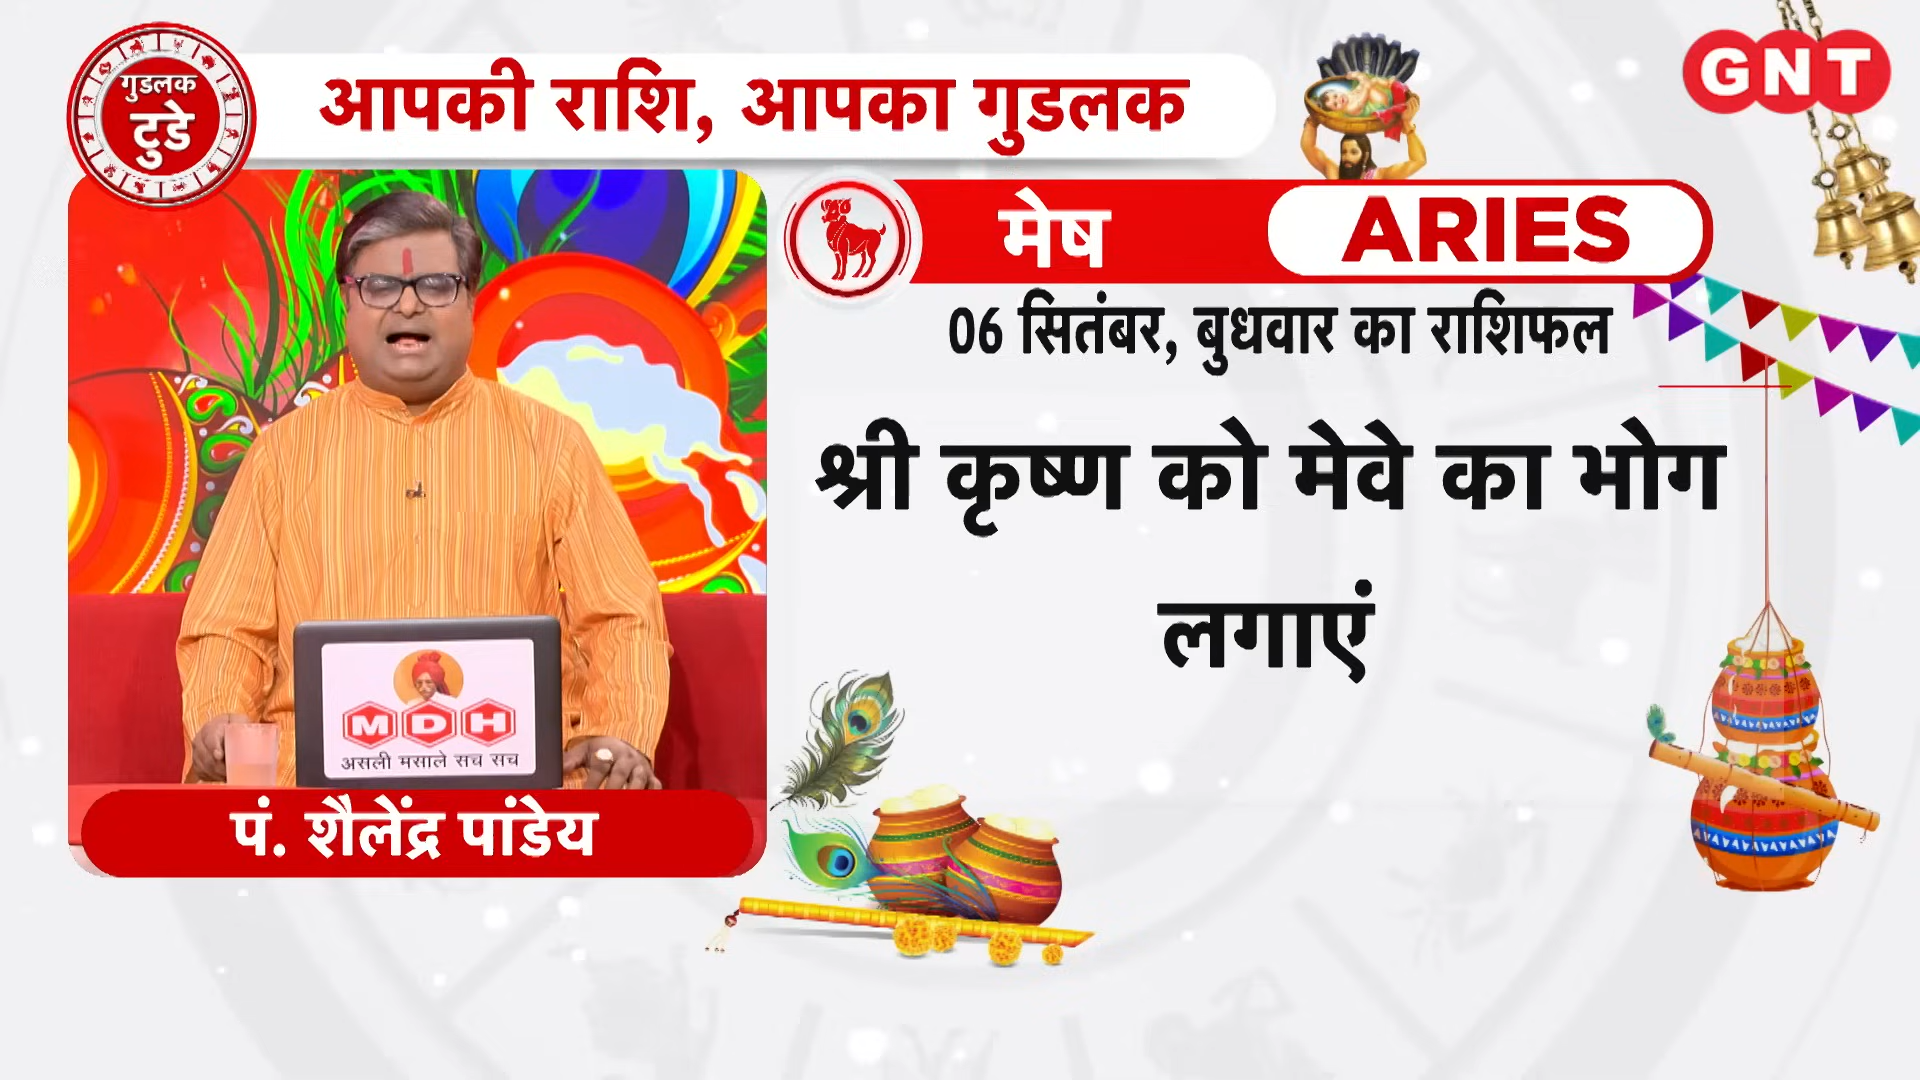 गुडलक
टुडे
आपकी राशि, आपका गुडलक
GNT
मेष
ARIES
06 सितंबर, बुधवार का राशिफल
श्री कृष्ण को मेवे का भोग
लगाएं
MDH
असली मसाले सच सच
पं. शैलेंद्र पांडेय